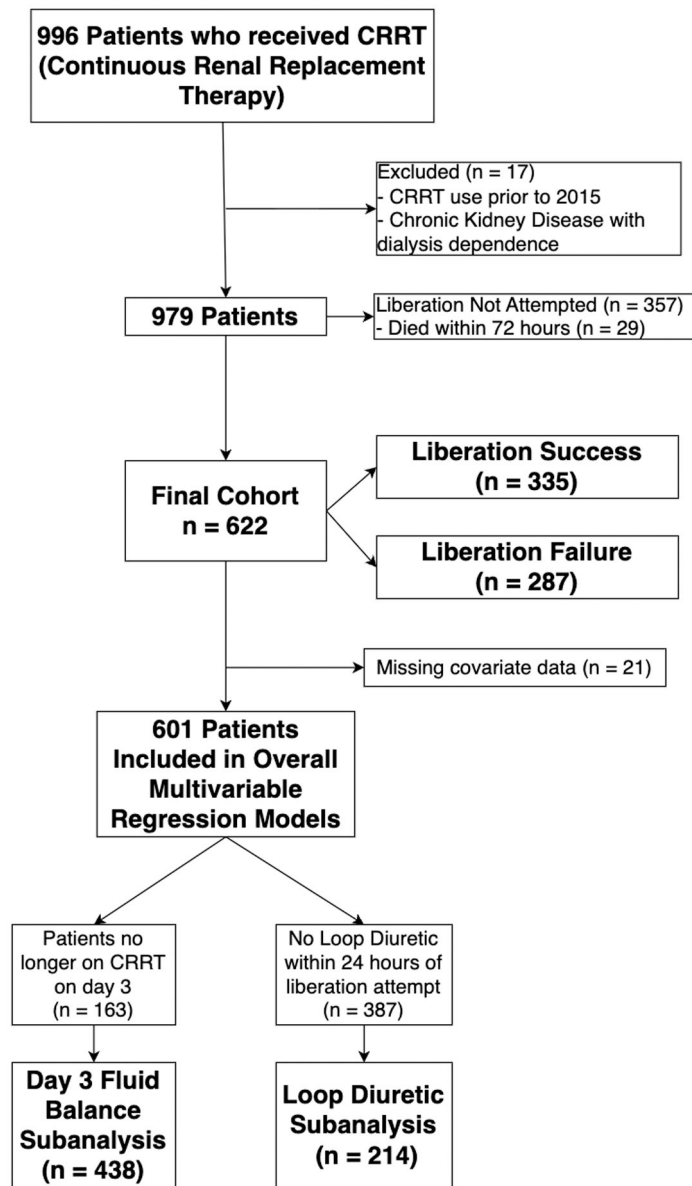 996 Patients who received CRRT
(Continuous Renal Replacement
Therapy)
Excluded (n = 17)
- CRRT use prior to 2015
- Chronic Kidney Disease with
dialysis dependence
979 Patients
Liberation Not Attempted (n = 357)
- Died within 72 hours (n = 29)
Final Cohort
n = 622
Liberation Success
(n = 335)
Liberation Failure
(n = 287)
Missing covariate data (n = 21)
601 Patients
Included in Overall
Multivariable
Regression Models
Patients no
longer on CRRT
on day 3
(n = 163)
No Loop Diuretic
within 24 hours of
liberation attempt
(n = 387)
Day 3 Fluid
Balance
Subanalysis
(n = 438)
Loop Diuretic
Subanalysis
(n = 214)